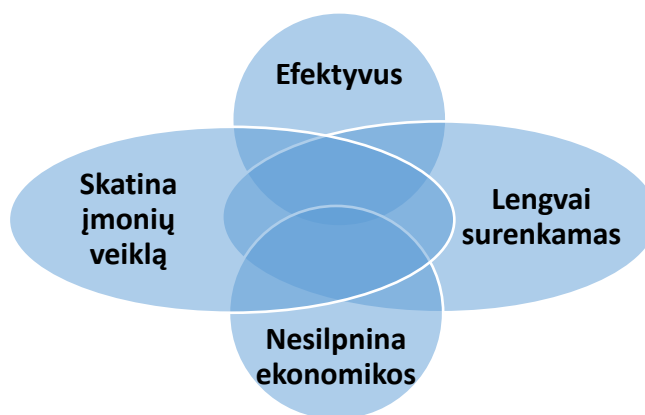 Efektyvus
Skatina
įmonių
veiklą
Lengvai
surenkamas
Nesilpnina
ekonomikos